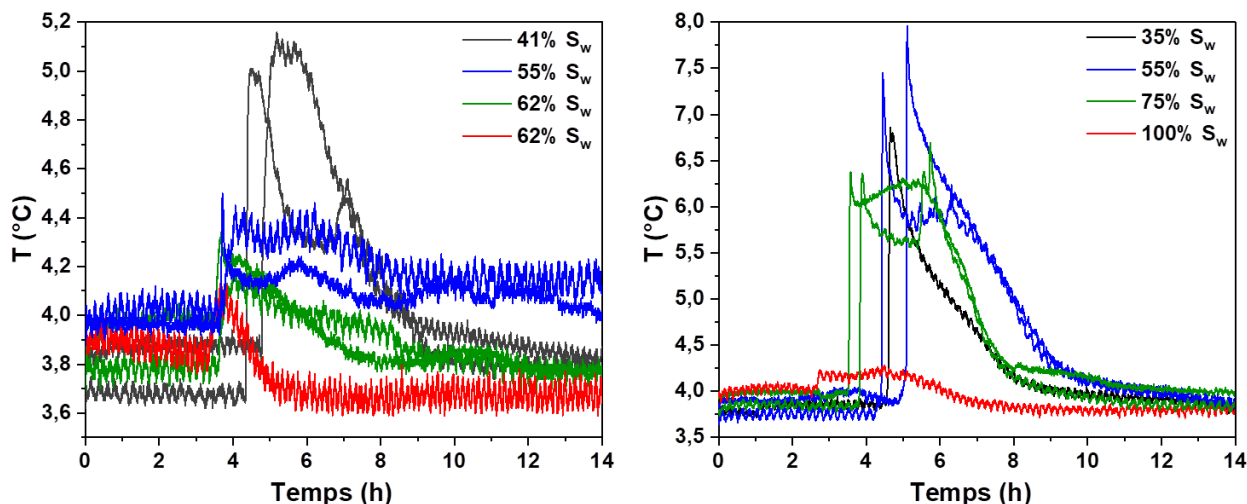 5,2
5,0
4,8
4,6
4,4
4,2
4,0
3,8
3,6
T (°C)
0 2 4 6 8 10 12 14
Temps (h)
41% Sw
55% Sw
62% Sw
62% Sw
8,0
7,5
7,0
6,5
6,0
5,5
5,0
4,5
4,0
3,5
T (°C)
0 2 4 6 8 10 12 14
Temps (h)
35% Sw
55% Sw
75% Sw
100% Sw